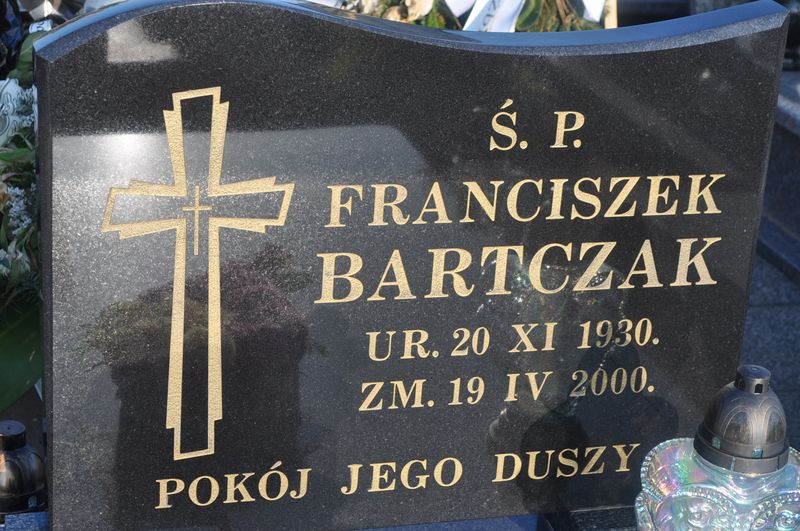 Ś. P.
FRANCISZEK
BARTCZAK
UR. 20 XI 1930.
ZM. 19 IV 2000.
POKÓJ JEGO DUSZY